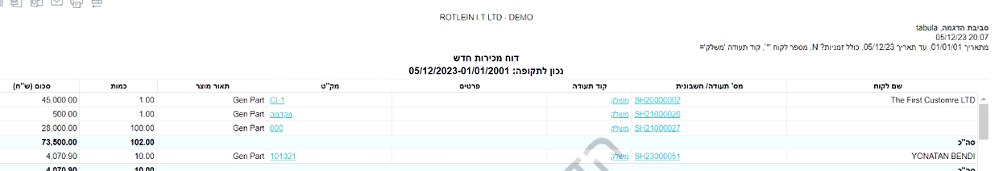 ROTLEIN I.T LTD - DEMO
סביבת הדגמה, tabula
05/12/23 20:07
מתאריך 01/01/01, עד תאריך 05/12/23, כולל זמניות? N, מספר לקוח '*', קוד תעודה 'משלק'=
דוח מכירות חדש
נכון לתקופה: 05/12/2023-01/01/2001
שם לקוח מס' תעודה/ חשבונית קוד תעודה פרטים מק"ט תאור מוצר כמות סכום (ש"ח)
The First Customre LTD SH20000002 משלק CI-1 Gen Part 1.00 45,000.00
SH21000026 משלק מקדמה Gen Part 1.00 500.00
SH21000027 משלק 000 Gen Part 100.00 28,000.00
סה"כ 102.00 73,500.00
YONATAN BENDI SH23000051 משלק 101021 Gen Part 10.00 4,070.90
סה"כ 10.00 4,070.90